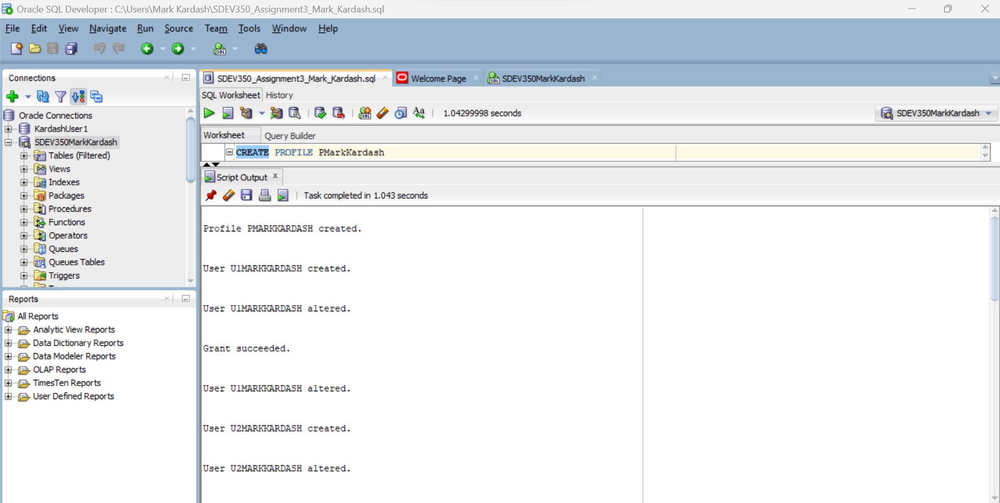 Oracle SQL Developer : C:\Users\Mark Kardash\SDEV350_Assignment3_Mark_Kardash.sql
File Edit View Navigate Run Source Team Tools Window Help
Connections
Oracle Connections
KardashUser1
SDEV350MarkKardash
Tables (Filtered)
Views
Indexes
Packages
Procedures
Functions
Operators
Queues
Queues Tables
Triggers
Reports
All Reports
Analytic View Reports
Data Dictionary Reports
Data Modeler Reports
OLAP Reports
TimesTen Reports
User Defined Reports
SDEV350_Assignment3_Mark_Kardash.sql Welcome Page SDEV350MarkKardash
SQL Worksheet History
1.04299998 seconds SDEV350MarkKardash
Worksheet Query Builder
CREATE PROFILE PMarkKardash
Script Output
Task completed in 1.043 seconds
Profile PMARKKARDASH created.
User U1MARKKARDASH created.
User U1MARKKARDASH altered.
Grant succeeded.
User U1MARKKARDASH altered.
User U2MARKKARDASH created.
User U2MARKKARDASH altered.